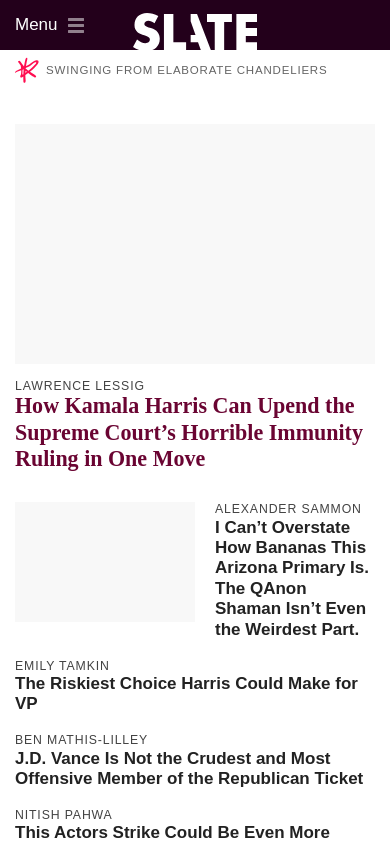 Menu
SLATE
SWINGING FROM ELABORATE CHANDELIERS
LAWRENCE LESSIG
How Kamala Harris Can Upend the
Supreme Court’s Horrible Immunity
Ruling in One Move
ALEXANDER SAMMON
I Can’t Overstate
How Bananas This
Arizona Primary Is.
The QAnon
Shaman Isn’t Even
the Weirdest Part.
EMILY TAMKIN
The Riskiest Choice Harris Could Make for
VP
BEN MATHIS-LILLEY
J.D. Vance Is Not the Crudest and Most
Offensive Member of the Republican Ticket
NITISH PAHWA
This Actors Strike Could Be Even More